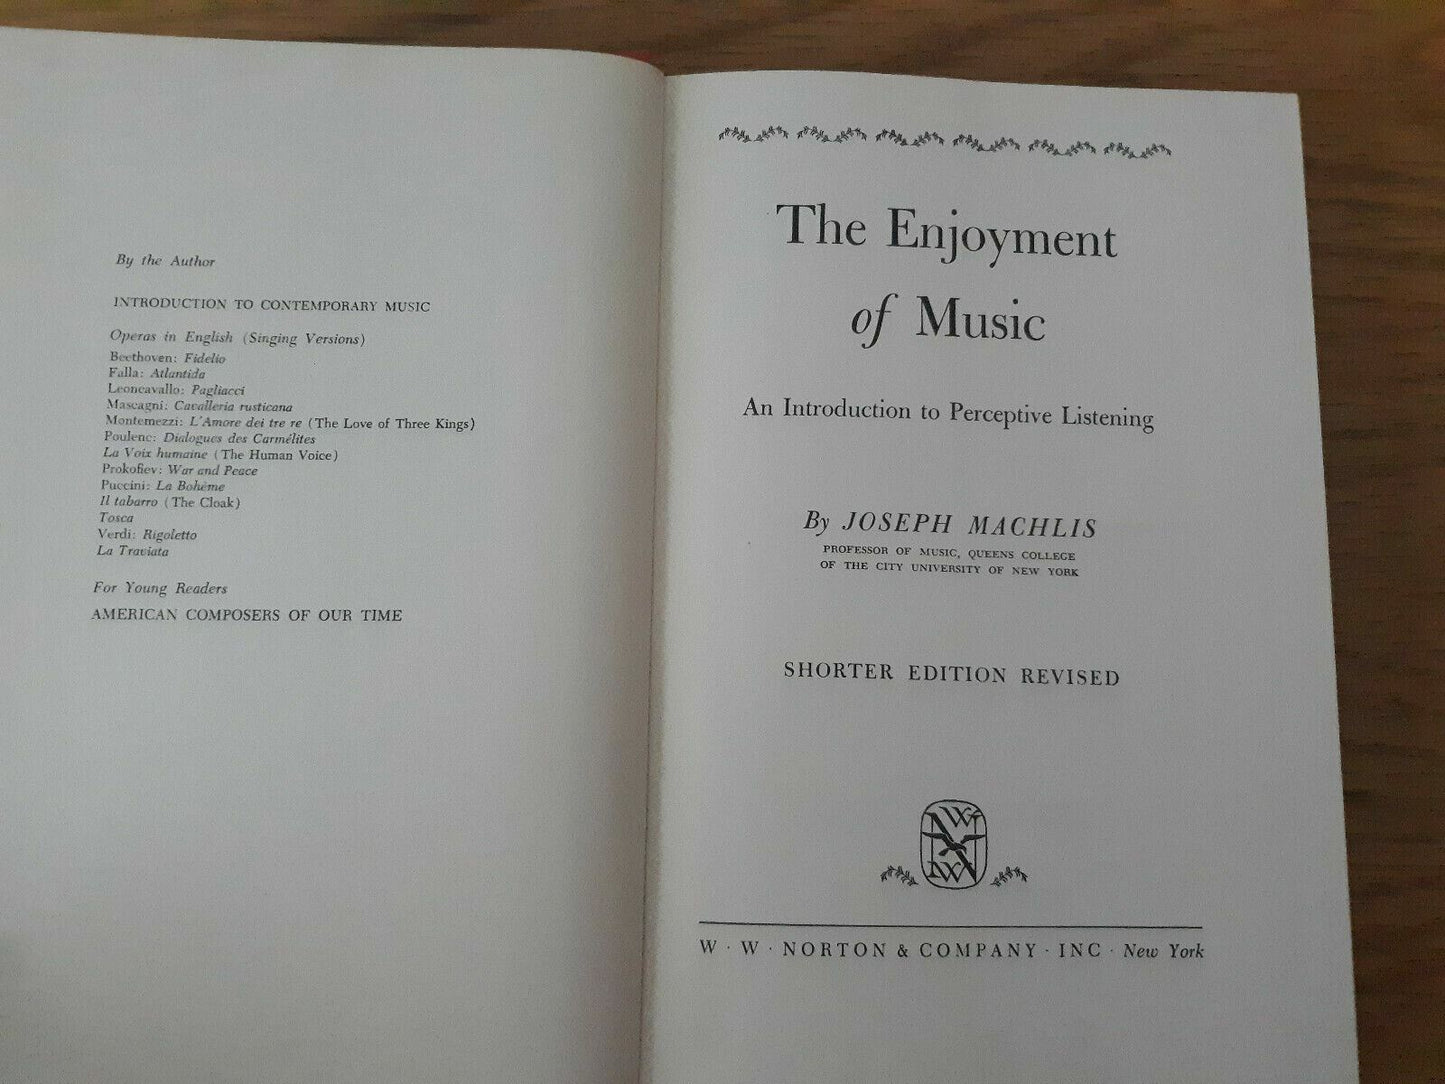 By the Author
INTRODUCTION TO CONTEMPORARY MUSIC
Operas in English (Singing Versions)
Beethoven: Fidelio
Falla: Atlantida
Leoncavallo: Pagliacci
Mascagni: Cavalleria rusticana
Montemezzi: L'Amore dei tre re (The Love of Three Kings)
Poulenc: Dialogues des Carmélites
La Voix humaine (The Human Voice)
Prokofiev: War and Peace
Puccini: La Bohème
Il tabarro (The Cloak)
Tosca
Verdi: Rigoletto
La Traviata
For Young Readers
AMERICAN COMPOSERS OF OUR TIME
The Enjoyment
of Music
An Introduction to Perceptive Listening
By JOSEPH MACHLIS
PROFESSOR OF MUSIC, QUEENS COLLEGE
OF THE CITY UNIVERSITY OF NEW YORK
SHORTER EDITION REVISED
WW
NW
W · W · NORTON & COMPANY · INC · New York